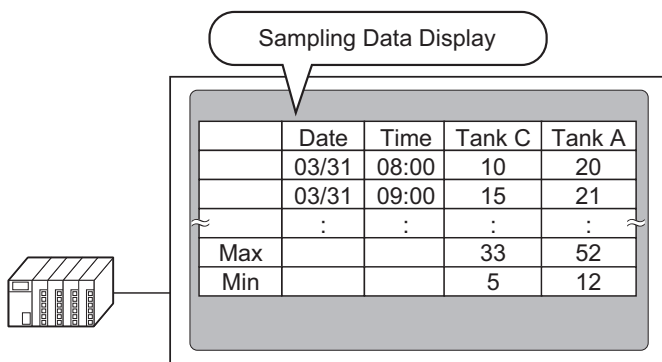 Sampling Data Display
Date Time Tank C Tank A
03/31 08:00 10 20
03/31 09:00 15 21
: : : :
Max 33 52
Min 5 12